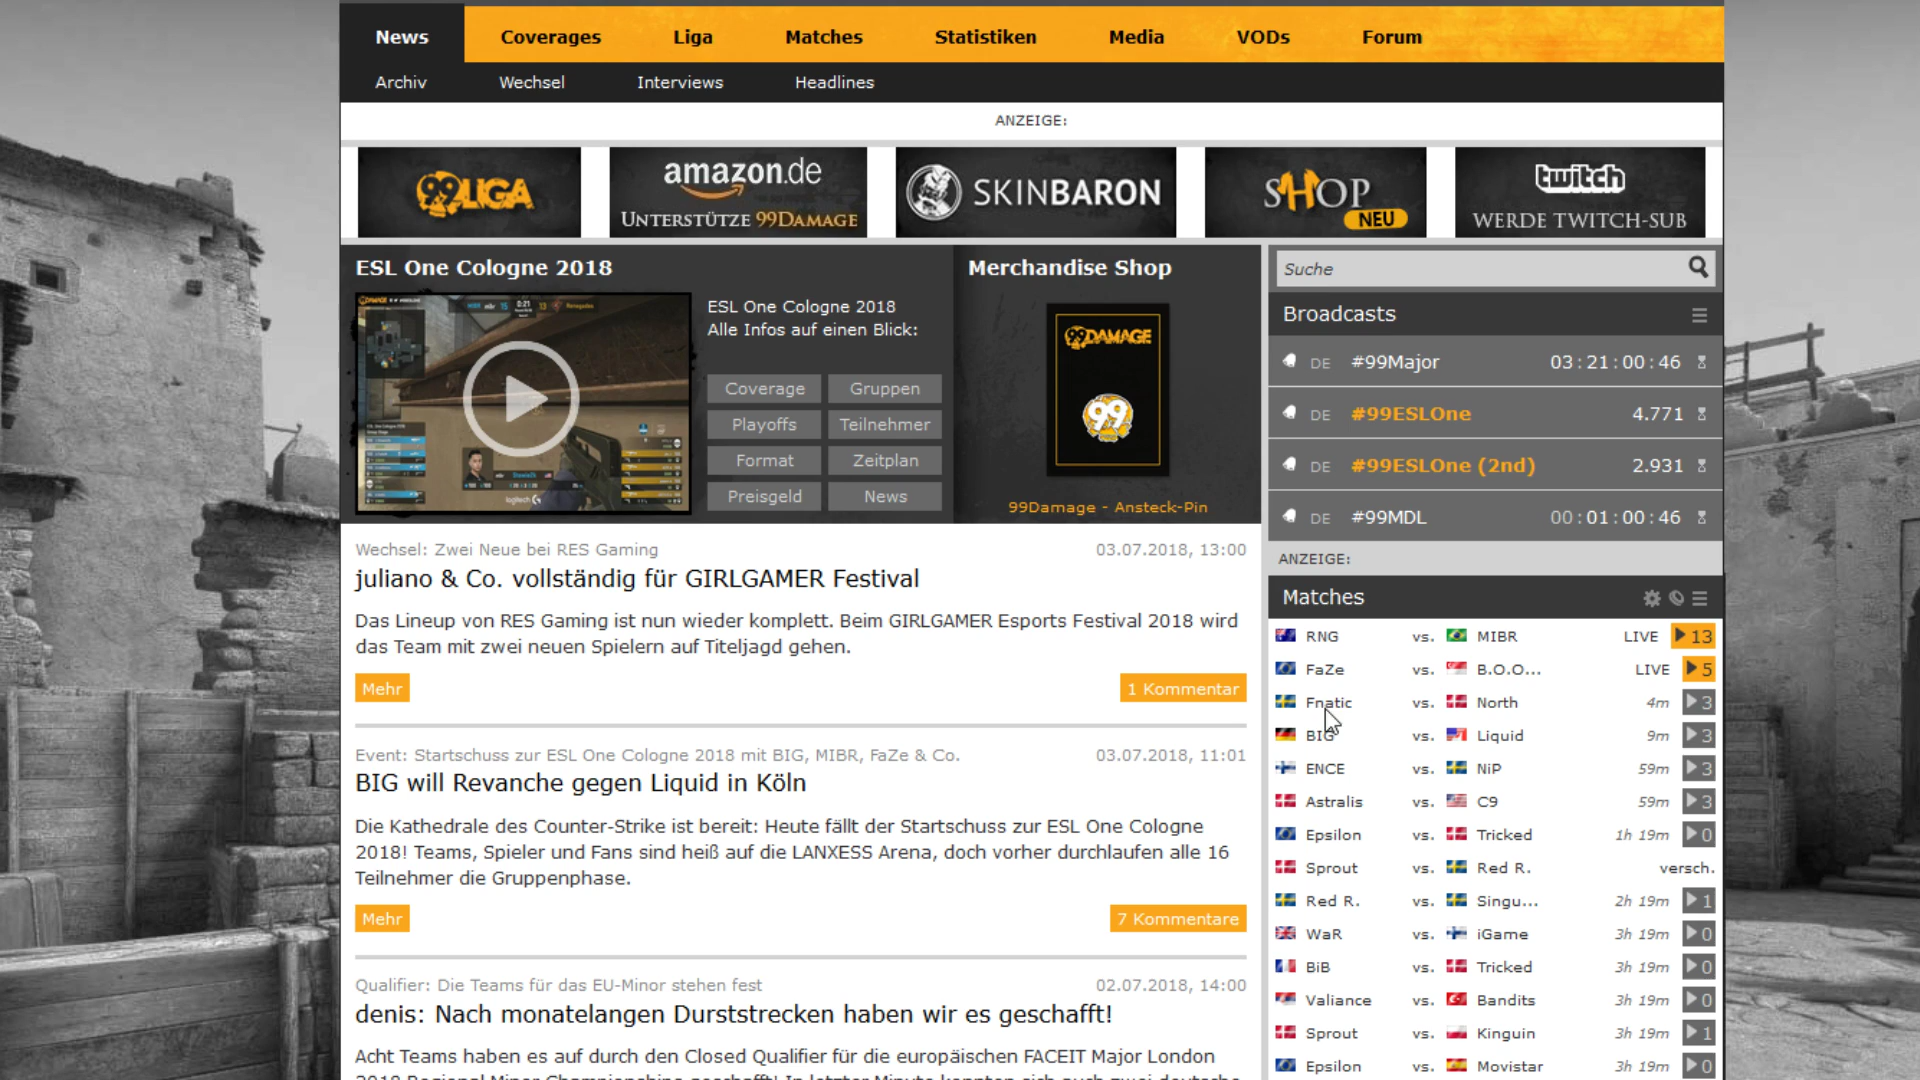 News
Coverages
Liga
Matches
Statistiken
Media
VODs
Forum
Archiv
Wechsel
Interviews
Headlines
ANZEIGE:
99LIGA
amazon.de
UNTERSTÜTZE 99DAMAGE
SKINBARON
SHOP
NEU
twitch
WERDE TWITCH-SUB
ESL One Cologne 2018
ESL One Cologne 2018
Alle Infos auf einen Blick:
Coverage
Gruppen
Playoffs
Teilnehmer
Format
Zeitplan
Preisgeld
News
logitech
Merchandise Shop
99DAMAGE
99
99Damage - Ansteck-Pin
Suche
Broadcasts
DE #99Major 03:21:00:46
DE #99ESLOne 4.771
DE #99ESLOne (2nd) 2.931
DE #99MDL 00:01:00:46
ANZEIGE:
Matches
RNG vs. MIBR LIVE 13
FaZe vs. B.O.O... LIVE 5
Fnatic vs. North 4m 3
BIG vs. Liquid 9m 3
ENCE vs. NiP 59m 3
Astralis vs. C9 59m 3
Epsilon vs. Tricked 1h 19m 0
Sprout vs. Red R. versch.
Red R. vs. Singu... 2h 19m 1
WaR vs. iGame 3h 19m 0
BiB vs. Tricked 3h 19m 0
Valiance vs. Bandits 3h 19m 0
Sprout vs. Kinguin 3h 19m 1
Epsilon vs. Movistar 3h 19m 0
Wechsel: Zwei Neue bei RES Gaming 03.07.2018, 13:00
juliano & Co. vollständig für GIRLGAMER Festival
Das Lineup von RES Gaming ist nun wieder komplett. Beim GIRLGAMER Esports Festival 2018 wird
das Team mit zwei neuen Spielern auf Titeljagd gehen.
Mehr
1 Kommentar
Event: Startschuss zur ESL One Cologne 2018 mit BIG, MIBR, FaZe & Co. 03.07.2018, 11:01
BIG will Revanche gegen Liquid in Köln
Die Kathedrale des Counter-Strike ist bereit: Heute fällt der Startschuss zur ESL One Cologne
2018! Teams, Spieler und Fans sind heiß auf die LANXESS Arena, doch vorher durchlaufen alle 16
Teilnehmer die Gruppenphase.
Mehr
7 Kommentare
Qualifier: Die Teams für das EU-Minor stehen fest 02.07.2018, 14:00
denis: Nach monatelangen Durststrecken haben wir es geschafft!
Acht Teams haben es auf durch den Closed Qualifier für die europäischen FACEIT Major London